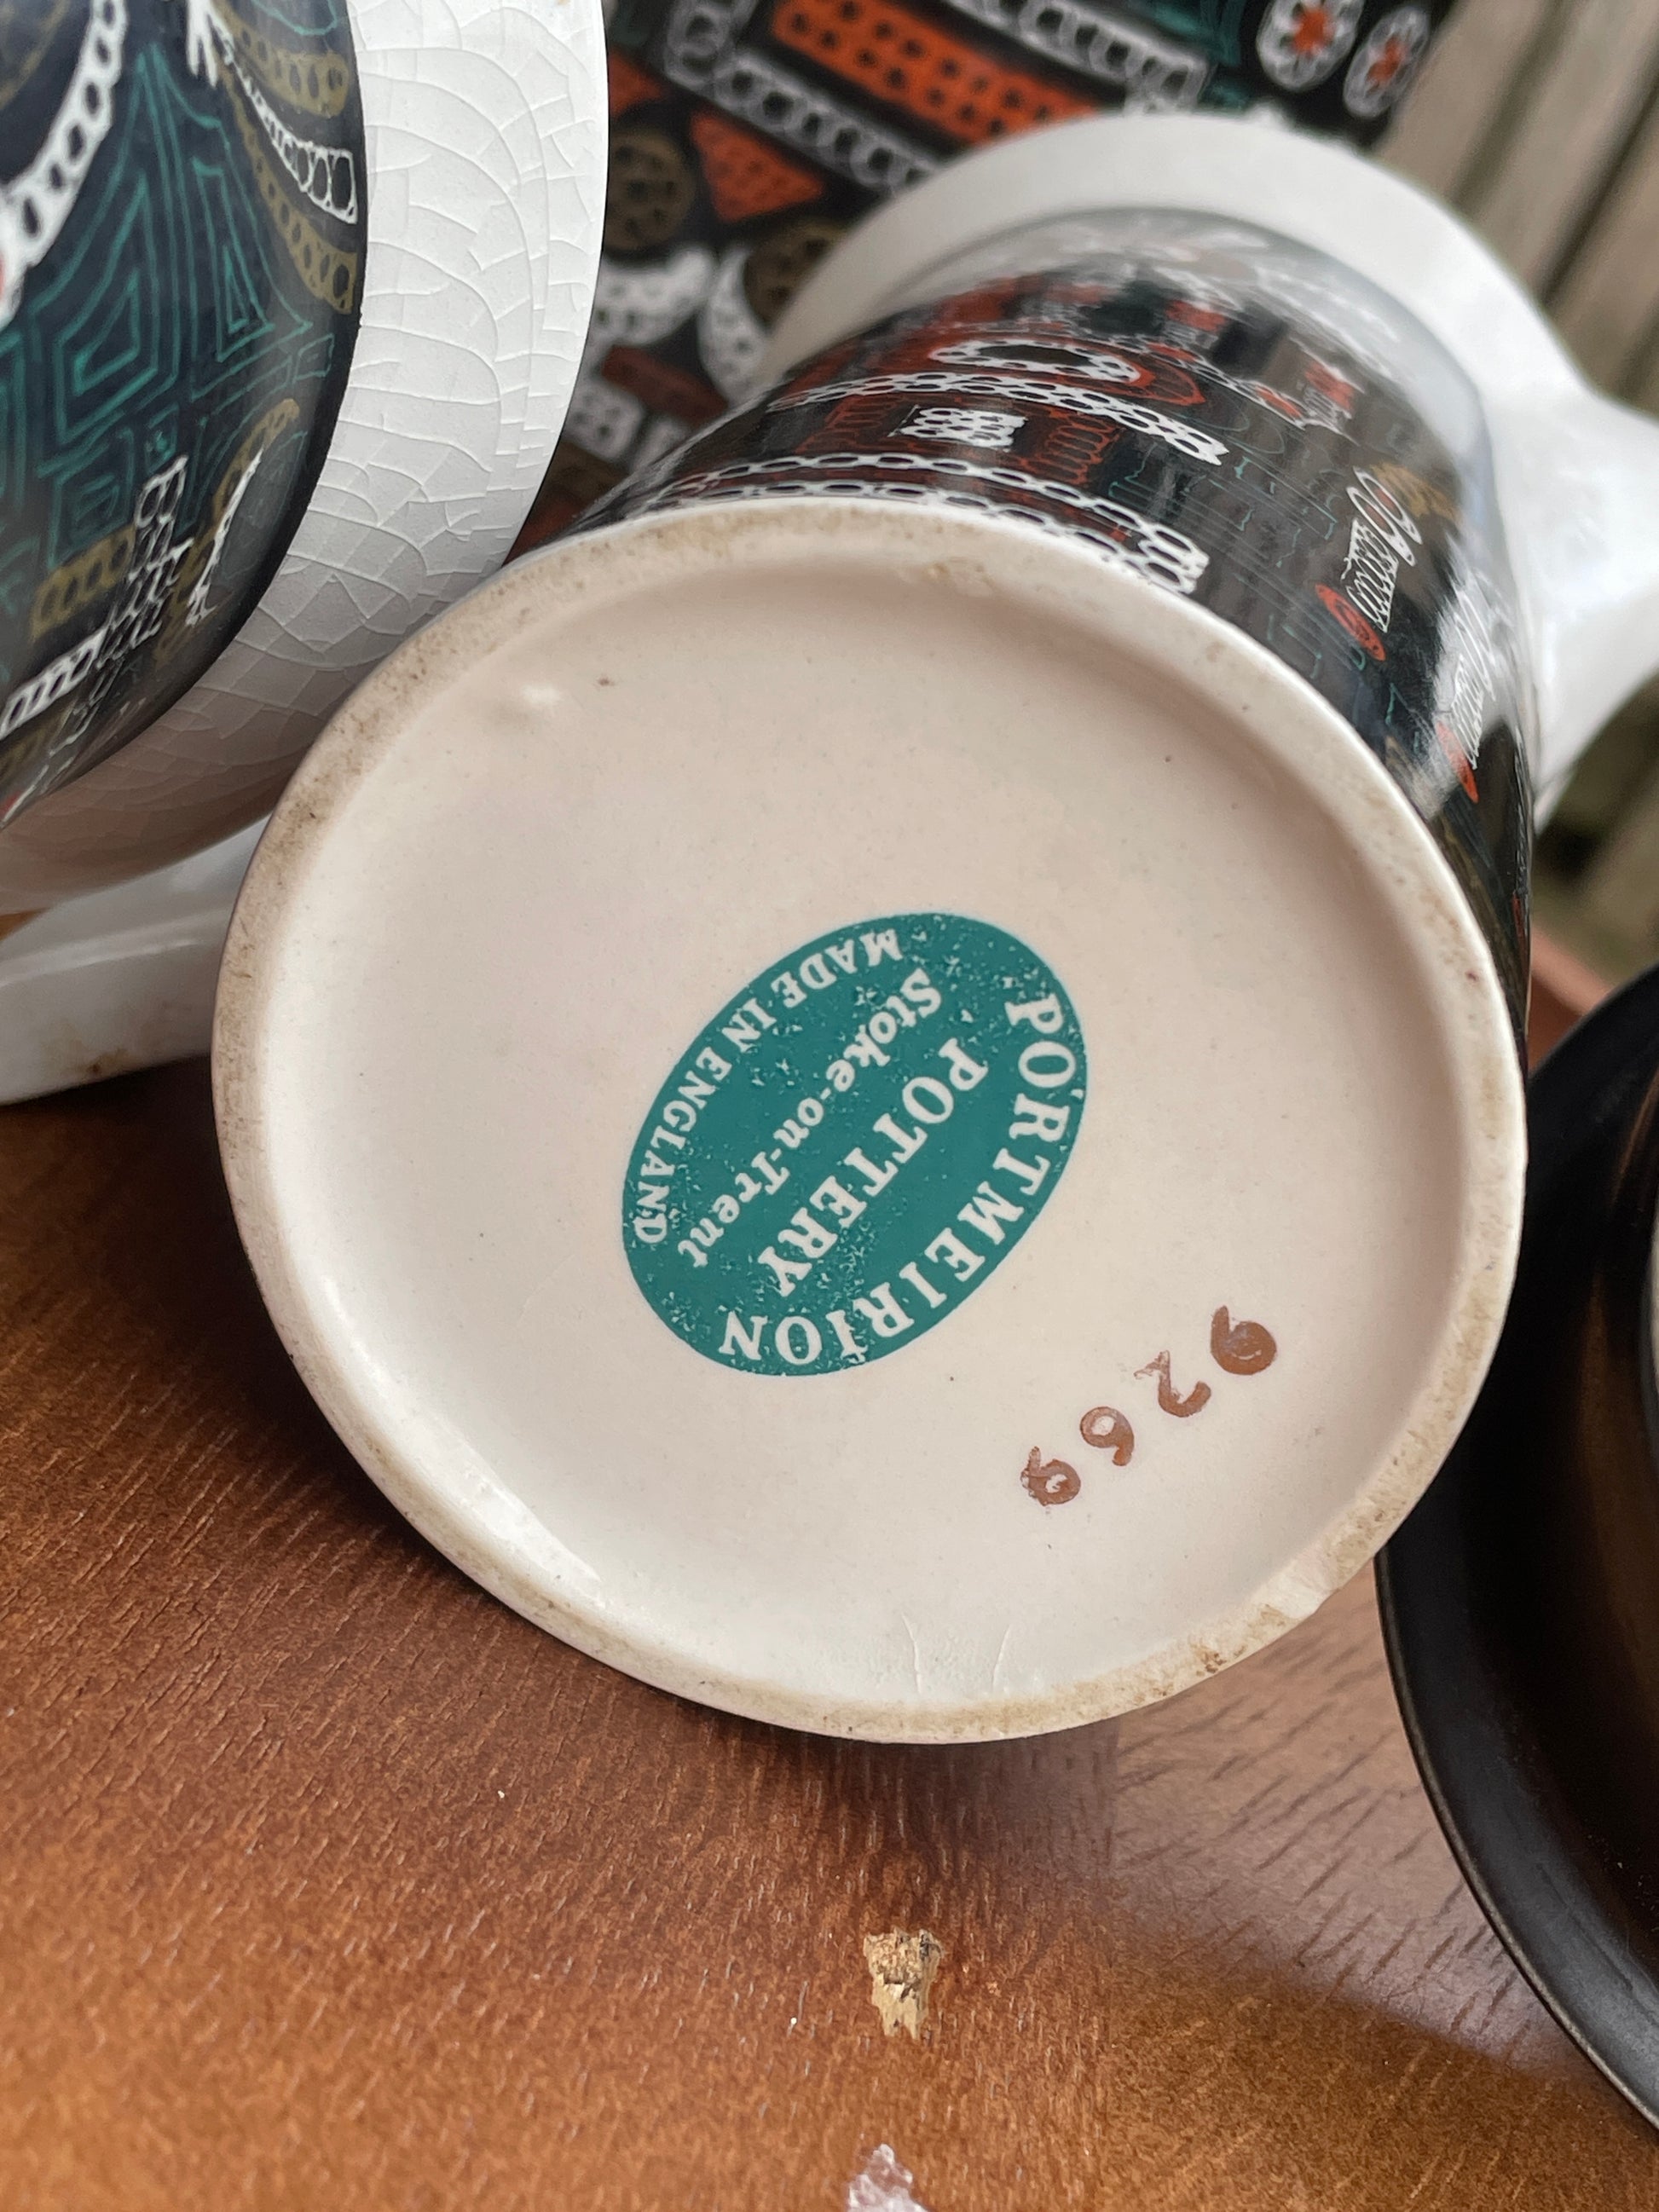 PORTMEIRION
POTTERY
Stoke-on-Trent
MADE IN ENGLAND
9269